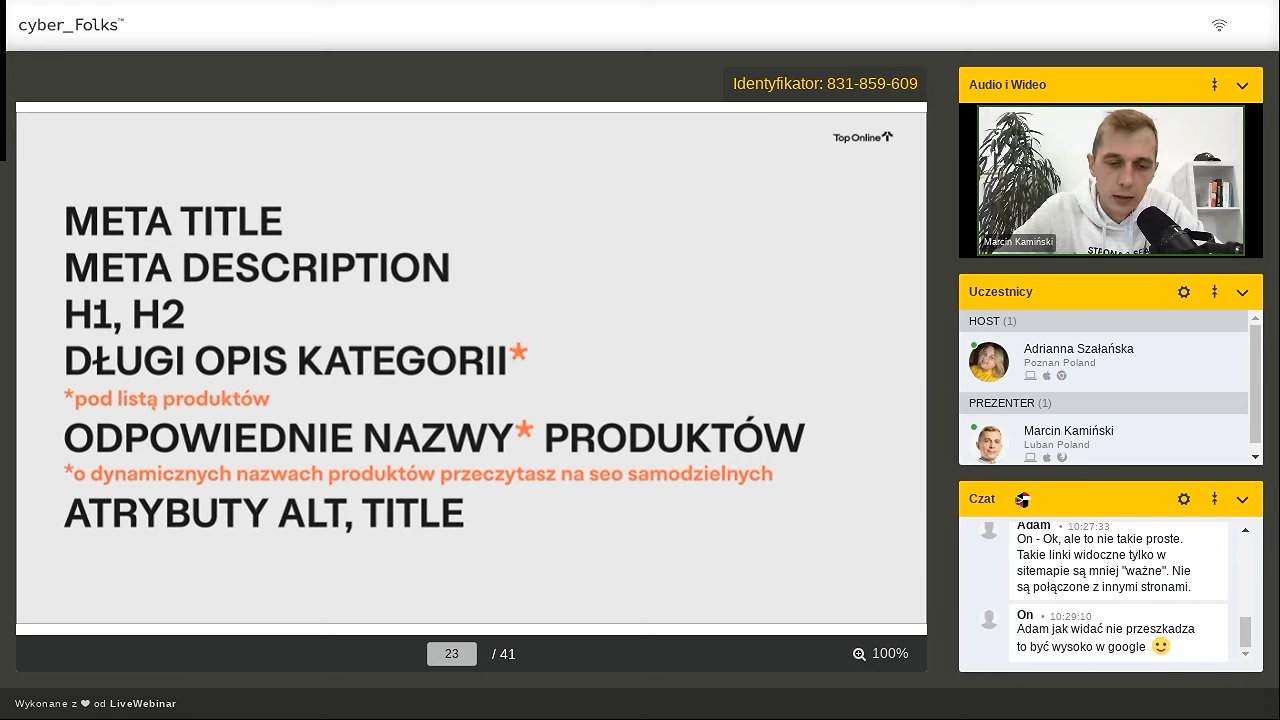 cyber_Folks™
Identyfikator: 831-859-609
Top Online
META TITLE
META DESCRIPTION
H1, H2
DŁUGI OPIS KATEGORII*
*pod listą produktów
ODPOWIEDNIE NAZWY* PRODUKTÓW
*o dynamicznych nazwach produktów przeczytasz na seo samodzielnych
ATRYBUTY ALT, TITLE
23 / 41
100%
Wykonane z ❤ od LiveWebinar
Audio i Wideo
Marcin Kamiński
Uczestnicy
HOST (1)
Adrianna Szałańska
Poznan Poland
PREZENTER (1)
Marcin Kamiński
Luban Poland
Czat
Adam • 10:27:33
On - Ok, ale to nie takie proste.
Takie linki widoczne tylko w
sitemapie są mniej "ważne". Nie
są połączone z innymi stronami.
On • 10:29:10
Adam jak widać nie przeszkadza
to być wysoko w google 🙂